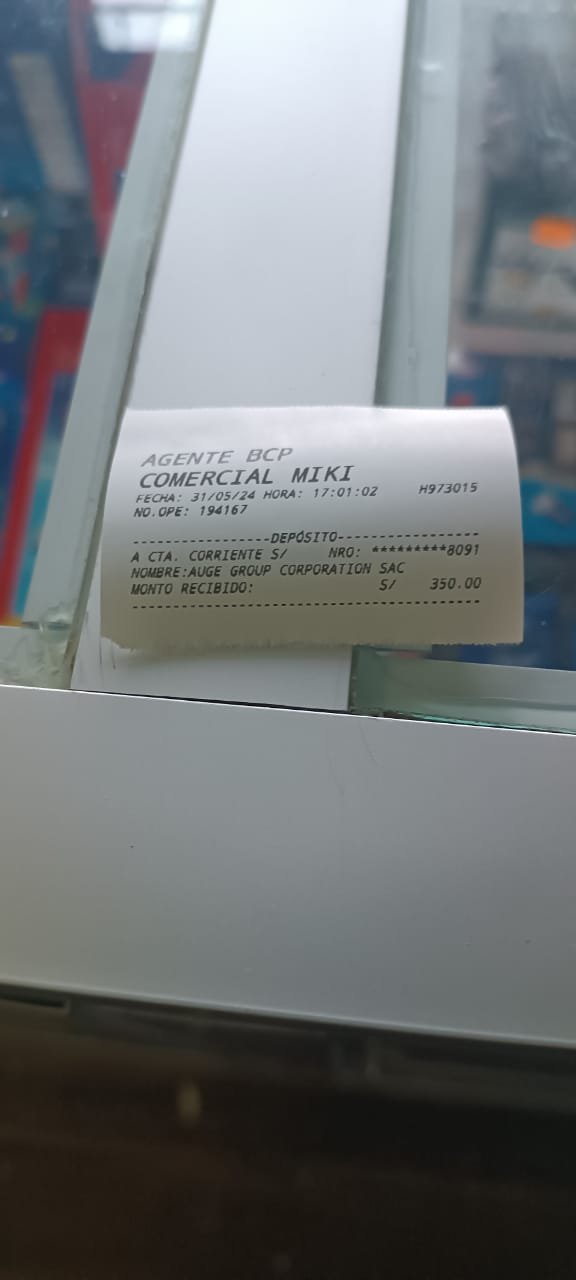 AGENTE BCP
COMERCIAL MIKI
FECHA: 31/05/24 HORA: 17:01:02 H973015
NO.OPE: 194167
-------------------DEPÓSITO-------------------
A CTA. CORRIENTE S/ NRO: *********8091
NOMBRE:AUGE GROUP CORPORATION SAC
MONTO RECIBIDO: S/ 350.00
------------------------------------------------